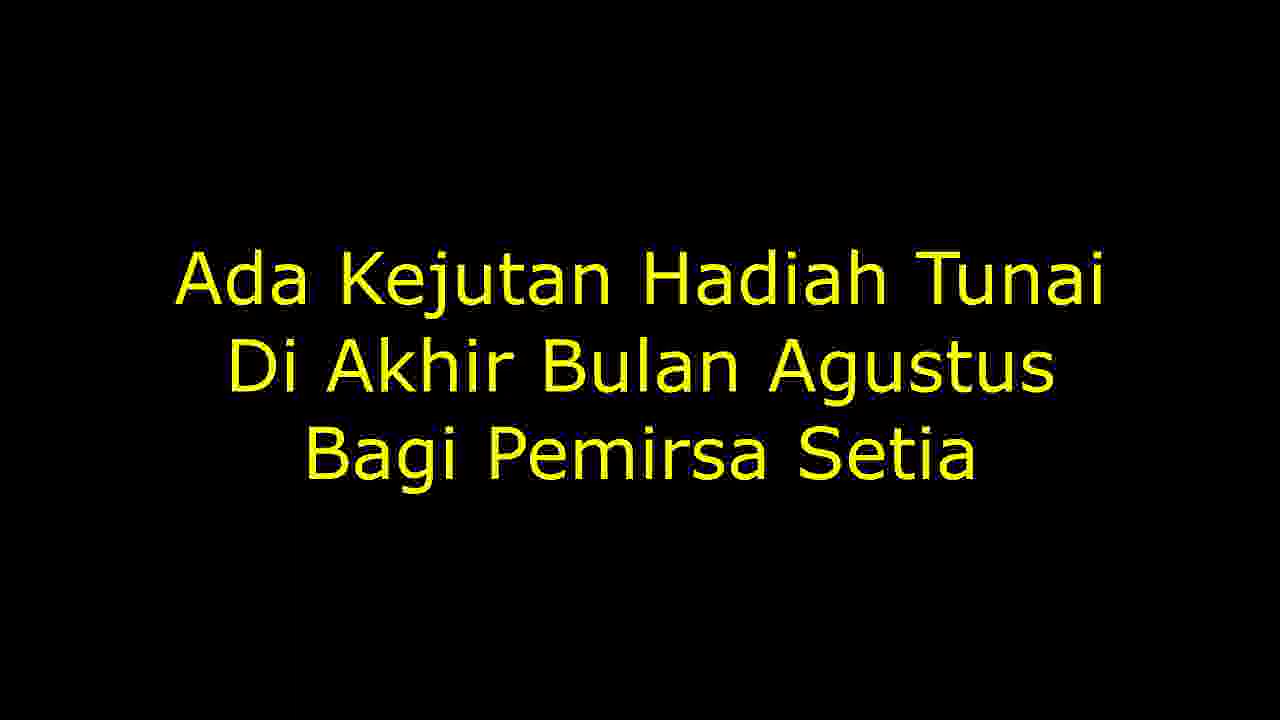 Ada Kejutan Hadiah Tunai
Di Akhir Bulan Agustus
Bagi Pemirsa Setia